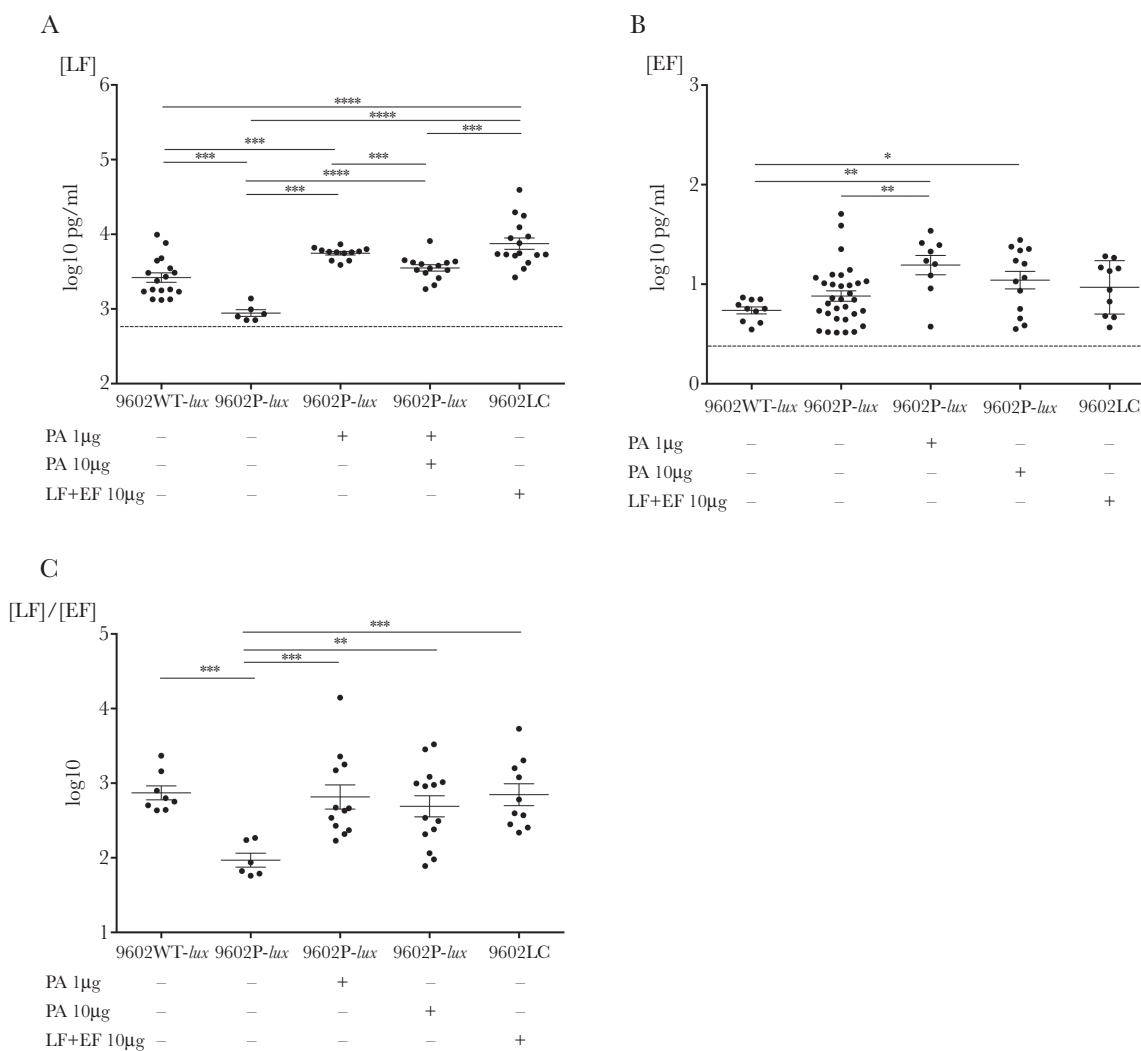 A
[LF]
log10 pg/ml
6
5
4
3
2
****
****
***
***
***
***
****
***
9602WT-lux 9602P-lux 9602P-lux 9602P-lux 9602LC
PA 1µg – – + + –
PA 10µg – – – + –
LF+EF 10µg – – – – +
B
[EF]
log10 pg/ml
3
2
1
0
*
**
**
9602WT-lux 9602P-lux 9602P-lux 9602P-lux 9602LC
PA 1µg – – + – –
PA 10µg – – – + –
LF+EF 10µg – – – – +
C
[LF]/[EF]
log10
5
4
3
2
1
***
**
***
***
9602WT-lux 9602P-lux 9602P-lux 9602P-lux 9602LC
PA 1µg – – + – –
PA 10µg – – – + –
LF+EF 10µg – – – – +